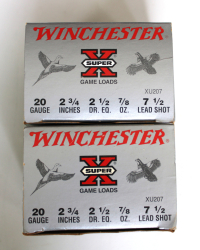 WINCHESTER
SUPER X
GAME LOADS
XU207
20 2 3/4 2 1/2 7/8 7 1/2
GAUGE INCHES DR. EQ. OZ. LEAD SHOT
WINCHESTER
SUPER X
GAME LOADS
XU207
20 2 3/4 2 1/2 7/8 7 1/2
GAUGE INCHES DR. EQ. OZ. LEAD SHOT